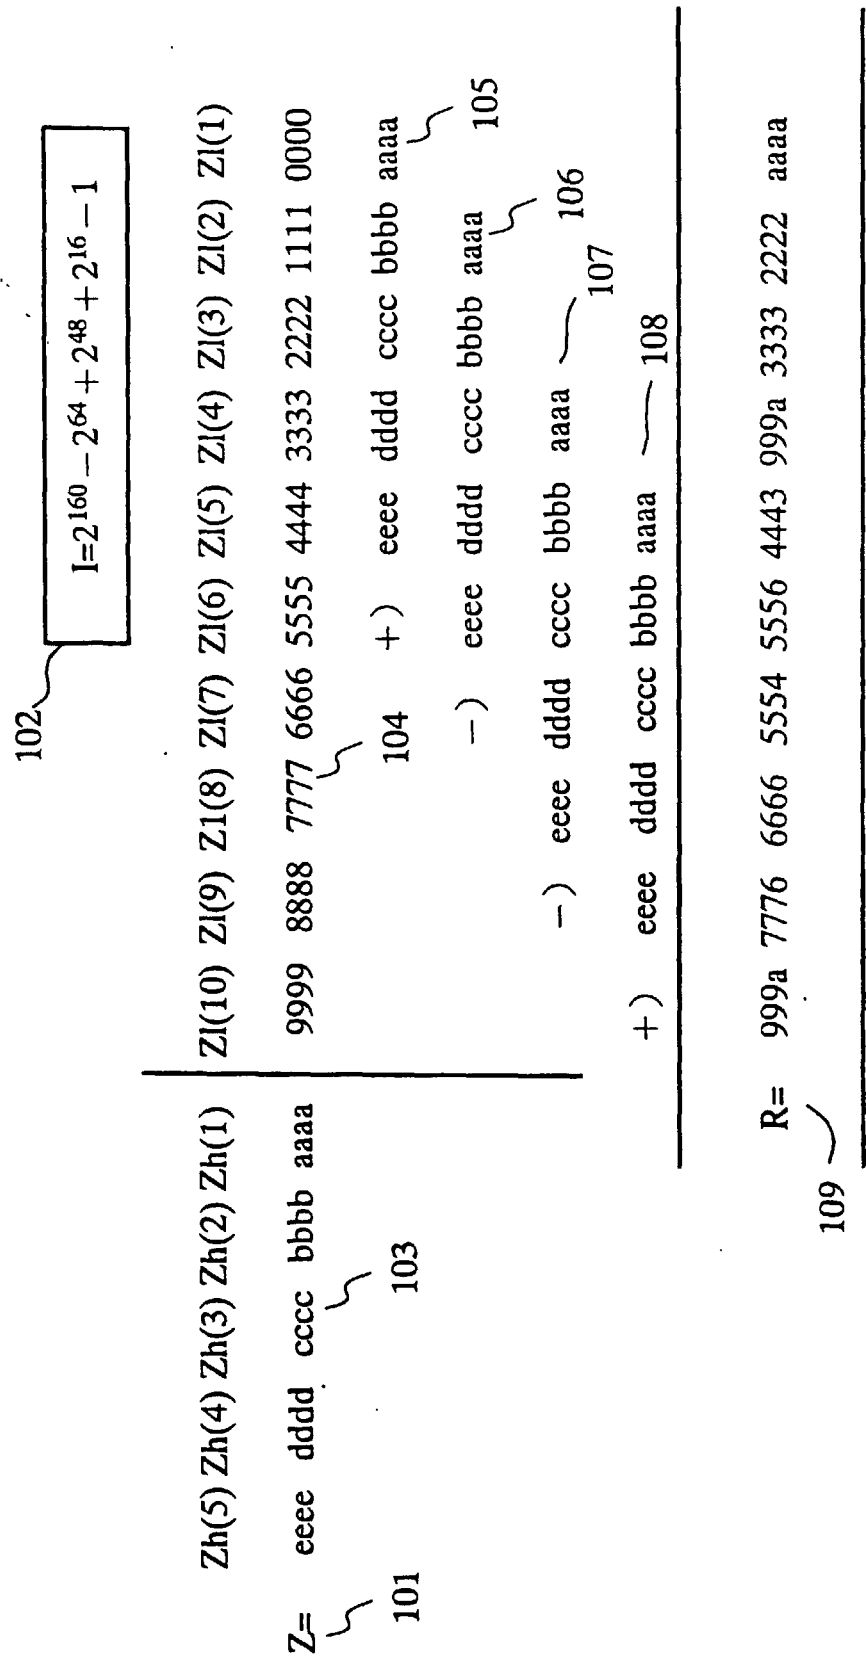 102
I=2^160 − 2^64 + 2^48 + 2^16 − 1
Zh(5) Zh(4) Zh(3) Zh(2) Zh(1) Zl(10) Zl(9) Z1(8) Zl(7) Zl(6) Zl(5) Zl(4) Zl(3) Zl(2) Zl(1)
Z= eeee dddd cccc bbbb aaaa 9999 8888 7777 6666 5555 4444 3333 2222 1111 0000
101 103 104
+) eeee dddd cccc bbbb aaaa
105
−) eeee dddd cccc bbbb aaaa
106
−) eeee dddd cccc bbbb aaaa
107
+) eeee dddd cccc bbbb aaaa
108
R= 999a 7776 6666 5554 5556 4443 999a 3333 2222 aaaa
109